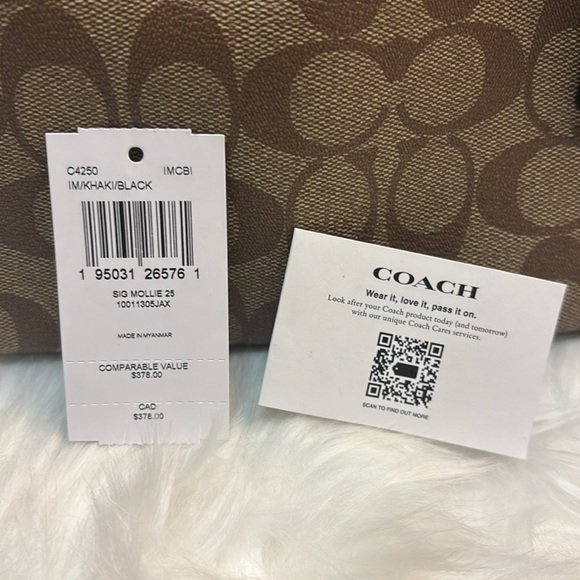 C4250 IMCBI
IM/KHAKI/BLACK
1 95031 26576 1
SIG MOLLIE 25
10011305JAX
MADE IN MYANMAR
COMPARABLE VALUE
$378.00
CAD
$378.00
COACH
Wear it, love it, pass it on.
Look after your Coach product today (and tomorrow)
with our unique Coach Cares services.
SCAN TO FIND OUT MORE